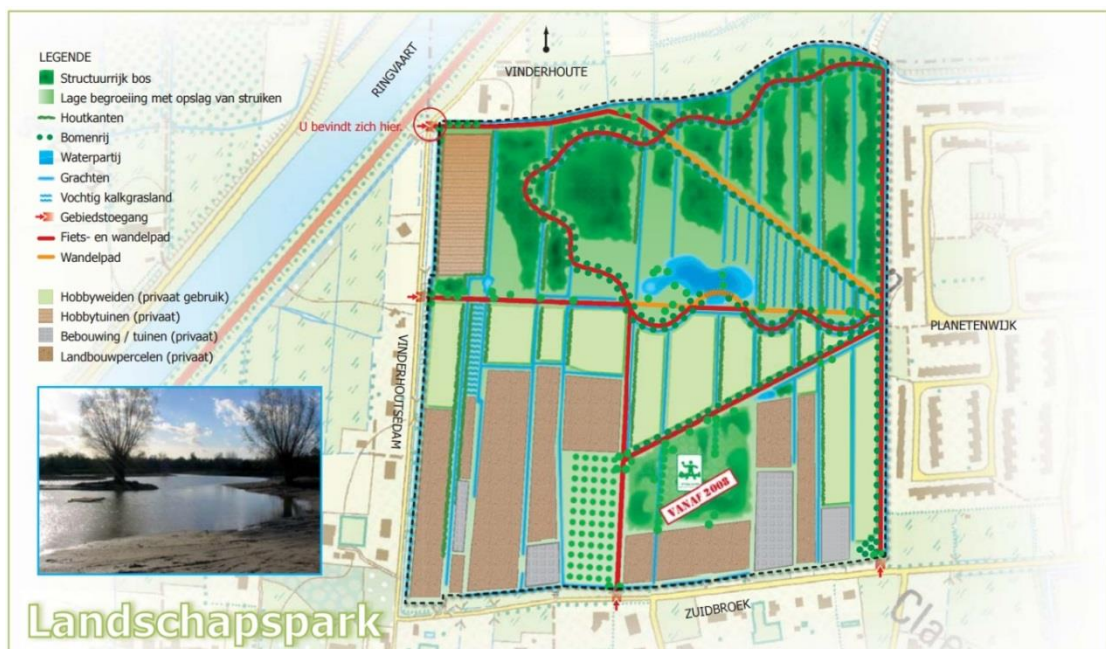 LEGENDE
Structuurrijk bos
Lage begroeiing met opslag van struiken
Houtkanten
Bomenrij
Waterpartij
Grachten
Vochtig kalkgrasland
Gebiedstoegang
Fiets- en wandelpad
Wandelpad
Hobbyweiden (privaat gebruik)
Hobbytuinen (privaat)
Bebouwing / tuinen (privaat)
Landbouwpercelen (privaat)
RINGVAART
VINDERHOUTE
U bevindt zich hier.
PLANETENWIJK
VINDERHOUTSEDAM
VANAF 2008
ZUIDBROEK
Landschapspark